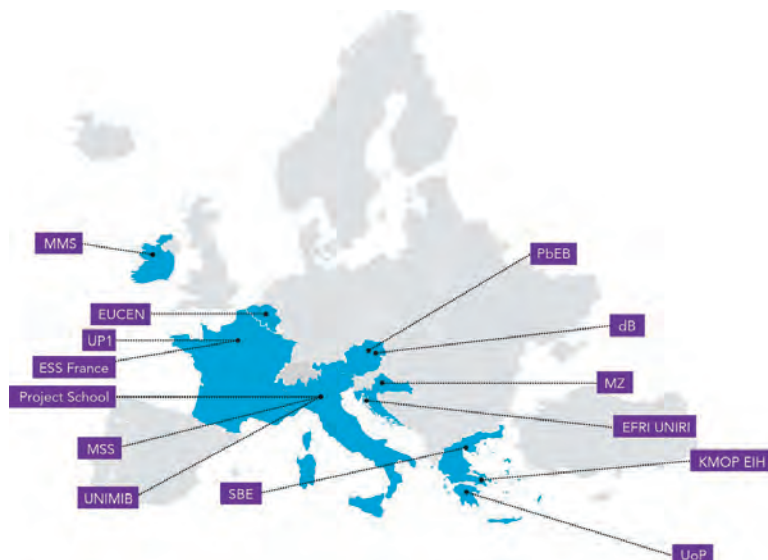 MMS
PbEB
EUCEN
dB
UP1
ESS France
MZ
Project School
EFRI UNIRI
MSS
KMOP EIH
UNIMIB
SBE
UoP